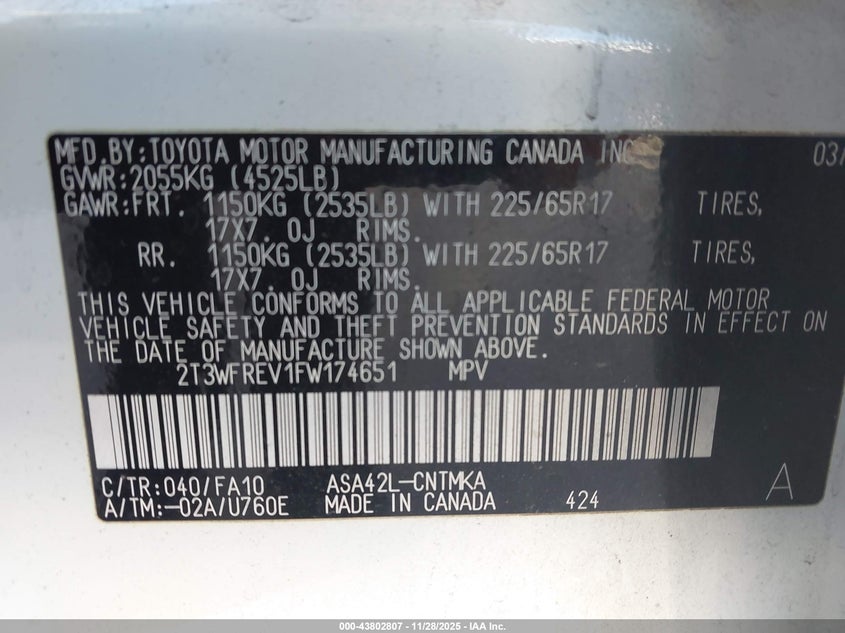 MFD.BY:TOYOTA MOTOR MANUFACTURING CANADA INC 03/
GVWR:2055KG (4525LB)
GAWR:FRT. 1150KG (2535LB) WITH 225/65R17 TIRES,
17X7. 0J RIMS.
RR. 1150KG (2535LB) WITH 225/65R17 TIRES,
17X7. 0J RIMS.
THIS VEHICLE CONFORMS TO ALL APPLICABLE FEDERAL MOTOR
VEHICLE SAFETY AND THEFT PREVENTION STANDARDS IN EFFECT ON
THE DATE OF MANUFACTURE SHOWN ABOVE.
2T3WFREV1FW174651 MPV
C/TR:040/FA10 ASA42L-CNTMKA A
A/TM:-02A/U760E MADE IN CANADA 424
000-43802807 - 11/28/2025 - IAA Inc.